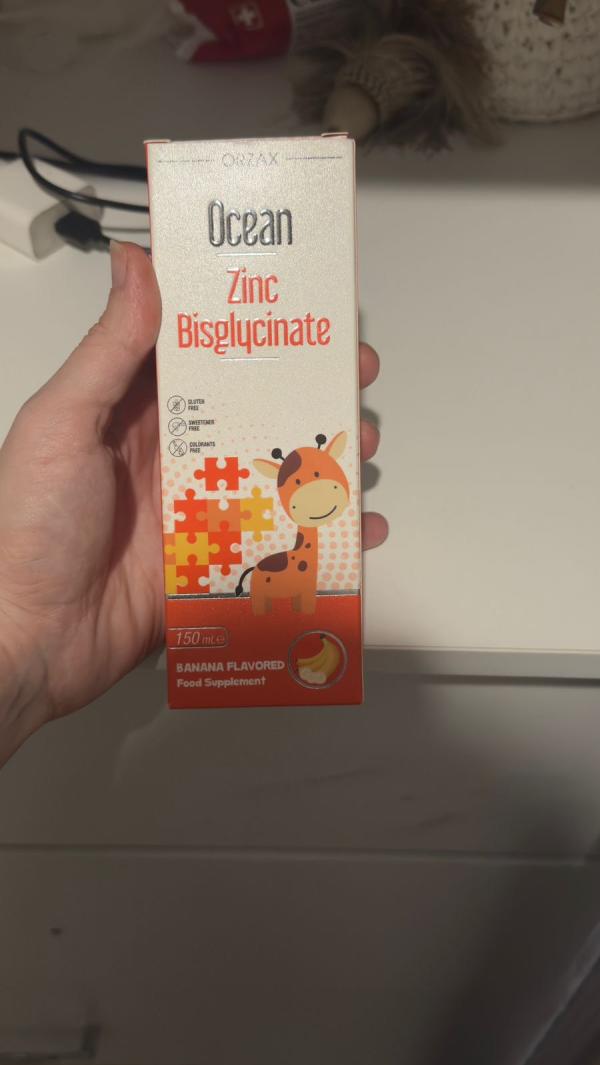 ORZAX
Ocean
Zinc
Bisglycinate
GLUTEN
FREE
SWEETENER
FREE
COLORANTS
FREE
150 mL ℮
BANANA FLAVORED
Food Supplement